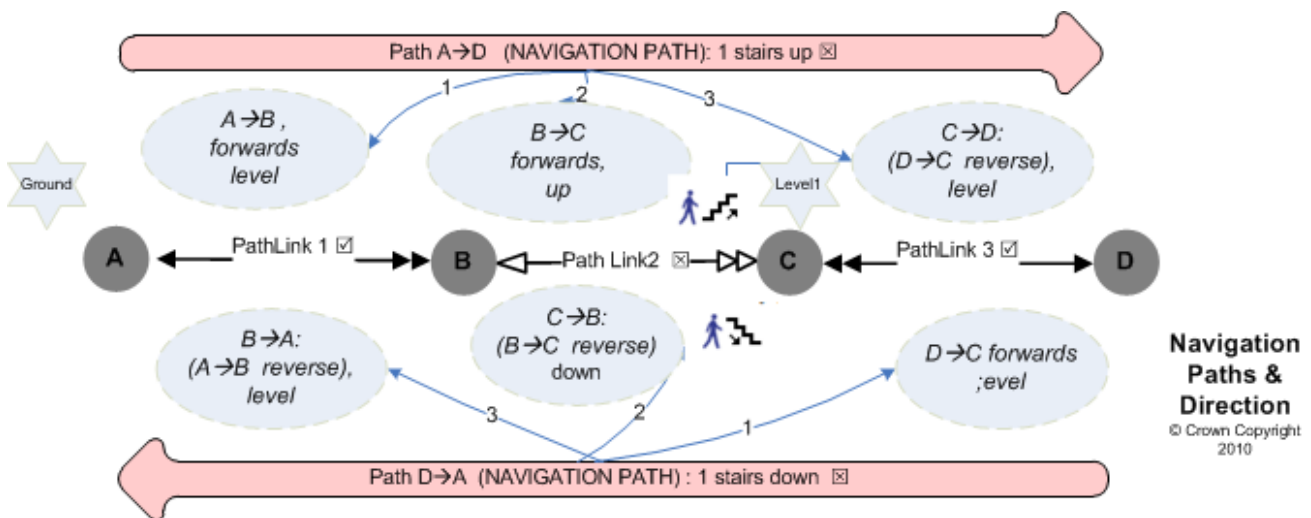 Path A→D (NAVIGATION PATH): 1 stairs up ☒
1
2
3
A→B ,
forwards
level
B→C
forwards,
up
C→D:
(D→C reverse),
level
Ground
Level1
A
PathLink 1 ☑
B
Path Link2 ☒
C
PathLink 3 ☑
D
B→A:
(A→B reverse),
level
C→B:
(B→C reverse)
down
D→C forwards
;evel
3
2
1
Path D→A (NAVIGATION PATH) : 1 stairs down ☒
Navigation
Paths &
Direction
© Crown Copyright
2010